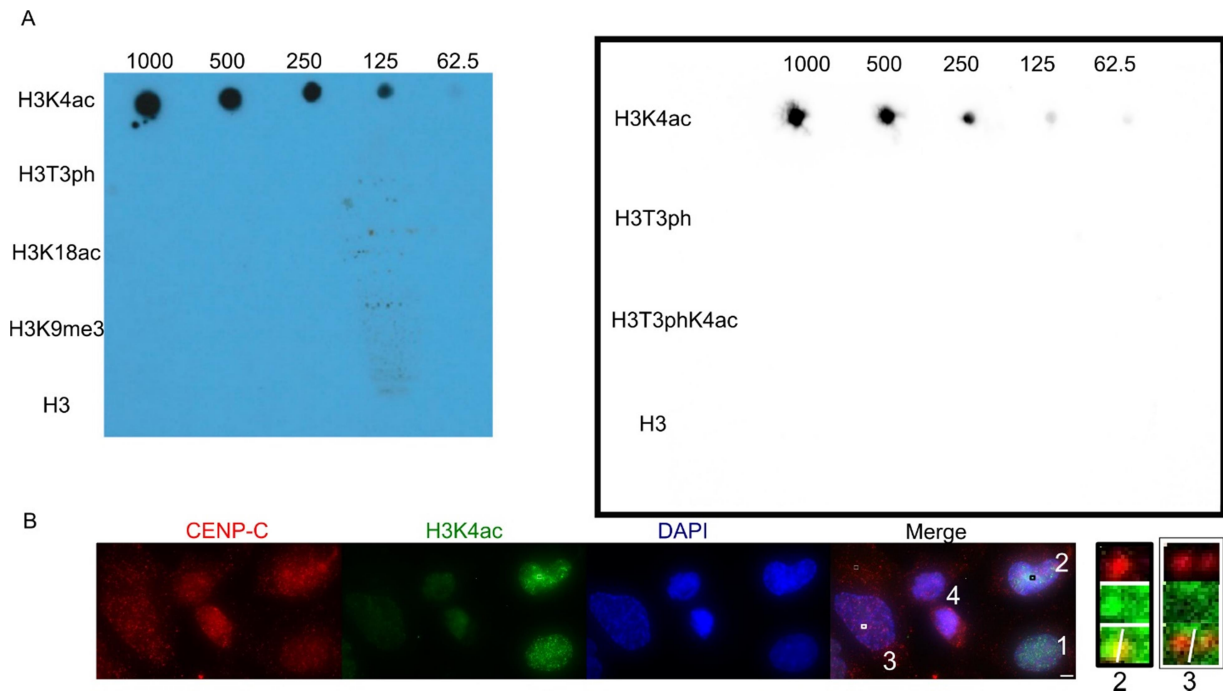 A
1000 500 250 125 62.5
H3K4ac
H3T3ph
H3K18ac
H3K9me3
H3
1000 500 250 125 62.5
H3K4ac
H3T3ph
H3T3phK4ac
H3
B
CENP-C H3K4ac DAPI Merge
2
4
1
3
2 3